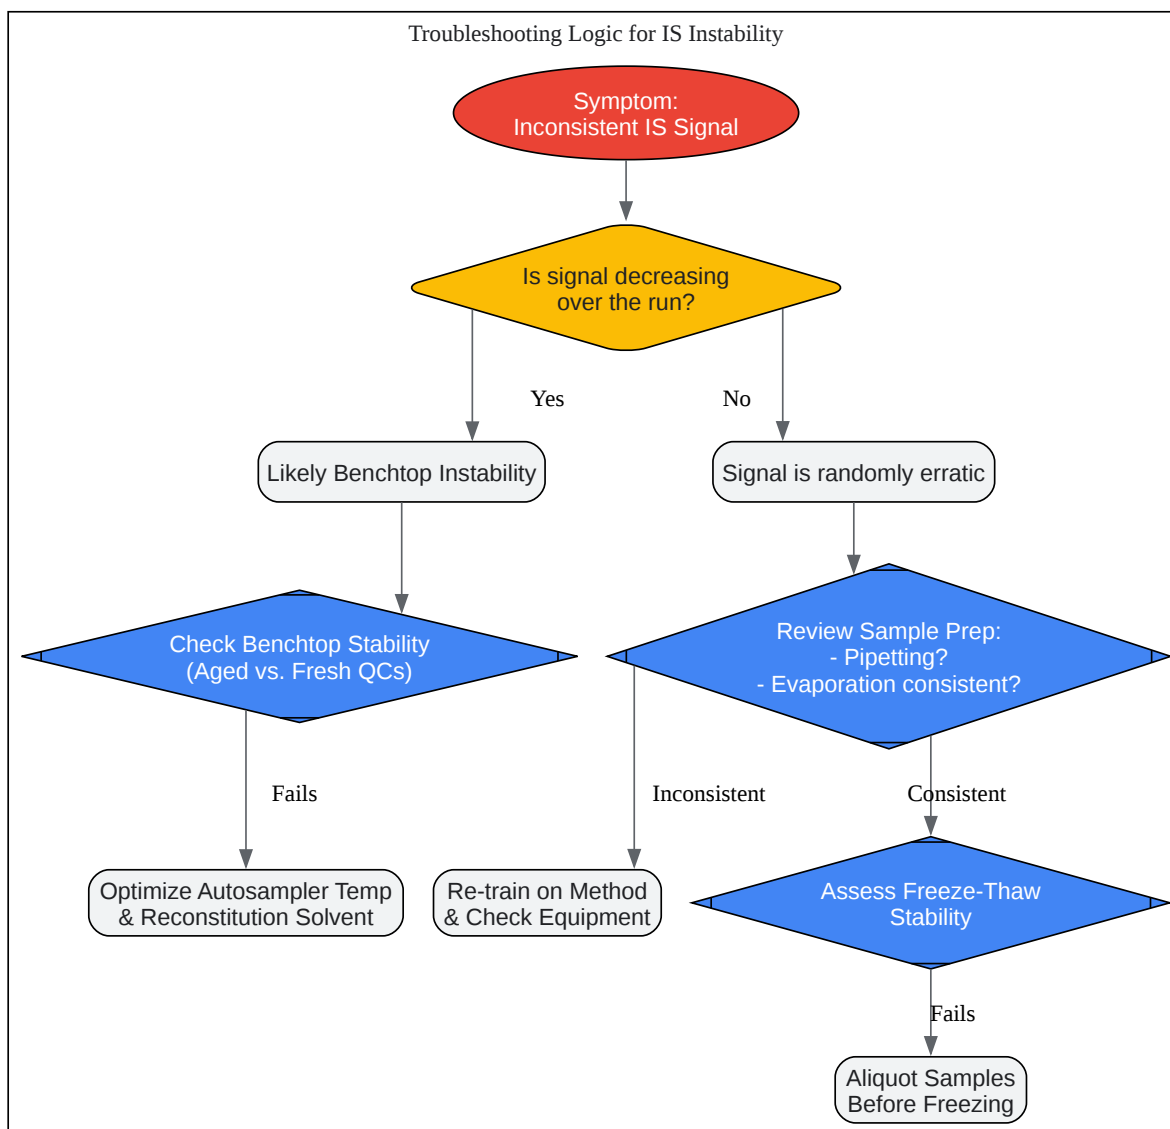 Troubleshooting Logic for IS Instability
Symptom:
Inconsistent IS Signal
Is signal decreasing
over the run?
Yes
No
Likely Benchtop Instability
Signal is randomly erratic
Check Benchtop Stability
(Aged vs. Fresh QCs)
Review Sample Prep:
- Pipetting?
- Evaporation consistent?
Fails
Inconsistent
Consistent
Optimize Autosampler Temp
& Reconstitution Solvent
Re-train on Method
& Check Equipment
Assess Freeze-Thaw
Stability
Fails
Aliquot Samples
Before Freezing